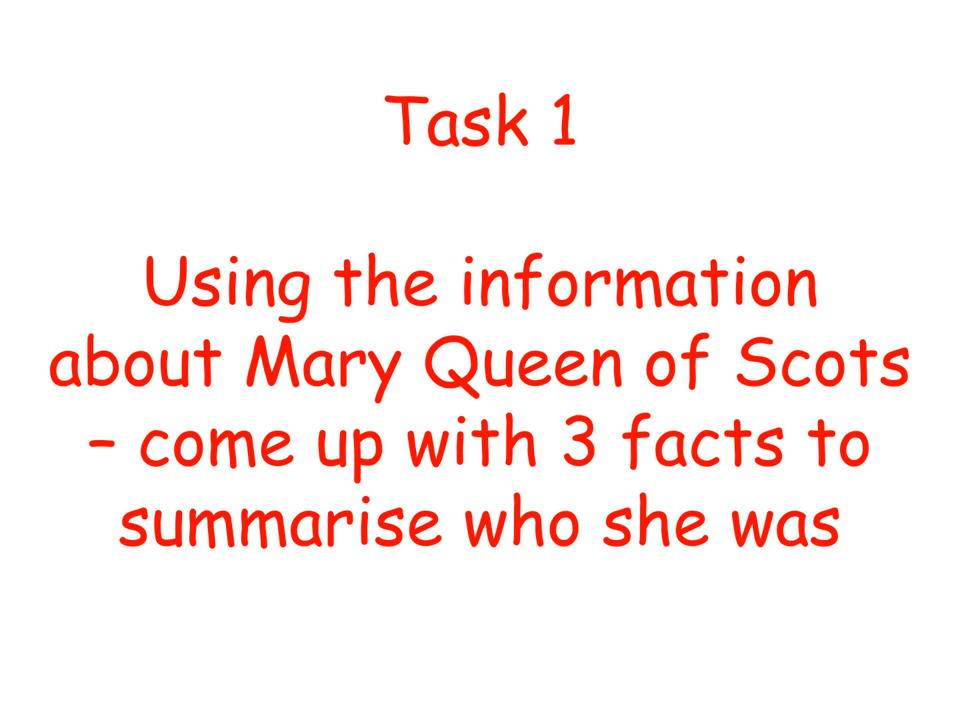 Task 1
Using the information
about Mary Queen of Scots
– come up with 3 facts to
summarise who she was